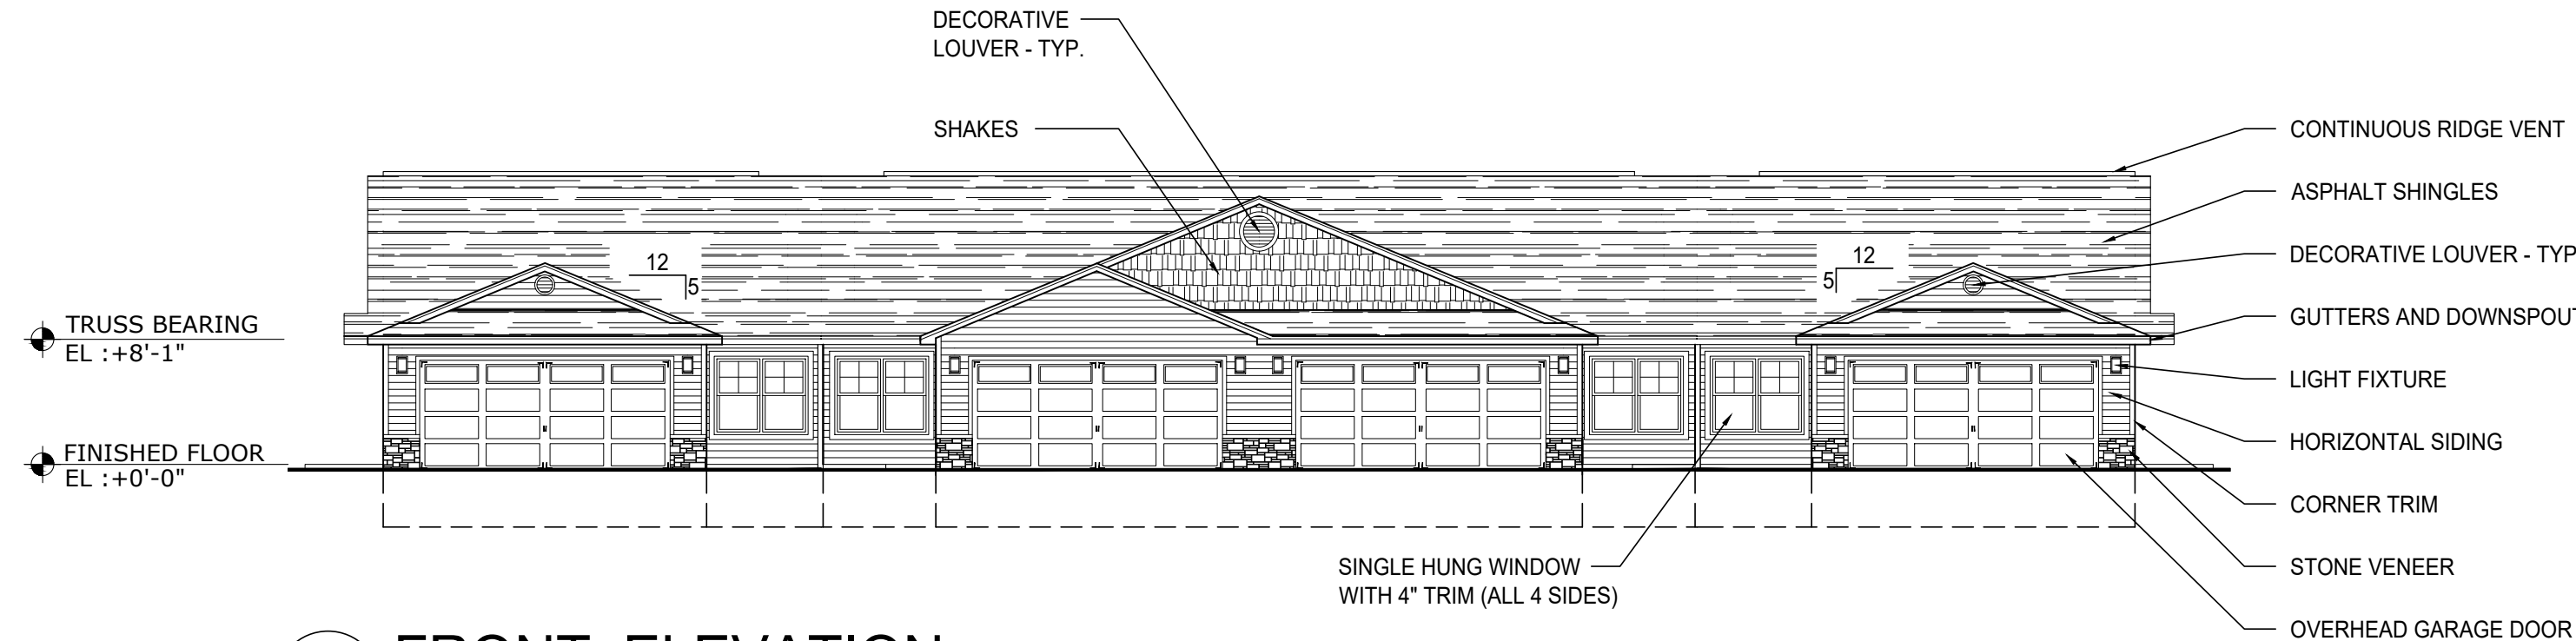 DECORATIVE
LOUVER - TYP.
SHAKES
CONTINUOUS RIDGE VENT
ASPHALT SHINGLES
DECORATIVE LOUVER - TYP
GUTTERS AND DOWNSPOUT
LIGHT FIXTURE
HORIZONTAL SIDING
CORNER TRIM
STONE VENEER
OVERHEAD GARAGE DOOR
12
5
12
5
TRUSS BEARING
EL :+8'-1"
FINISHED FLOOR
EL :+0'-0"
SINGLE HUNG WINDOW
WITH 4" TRIM (ALL 4 SIDES)
FRONT ELEVATION